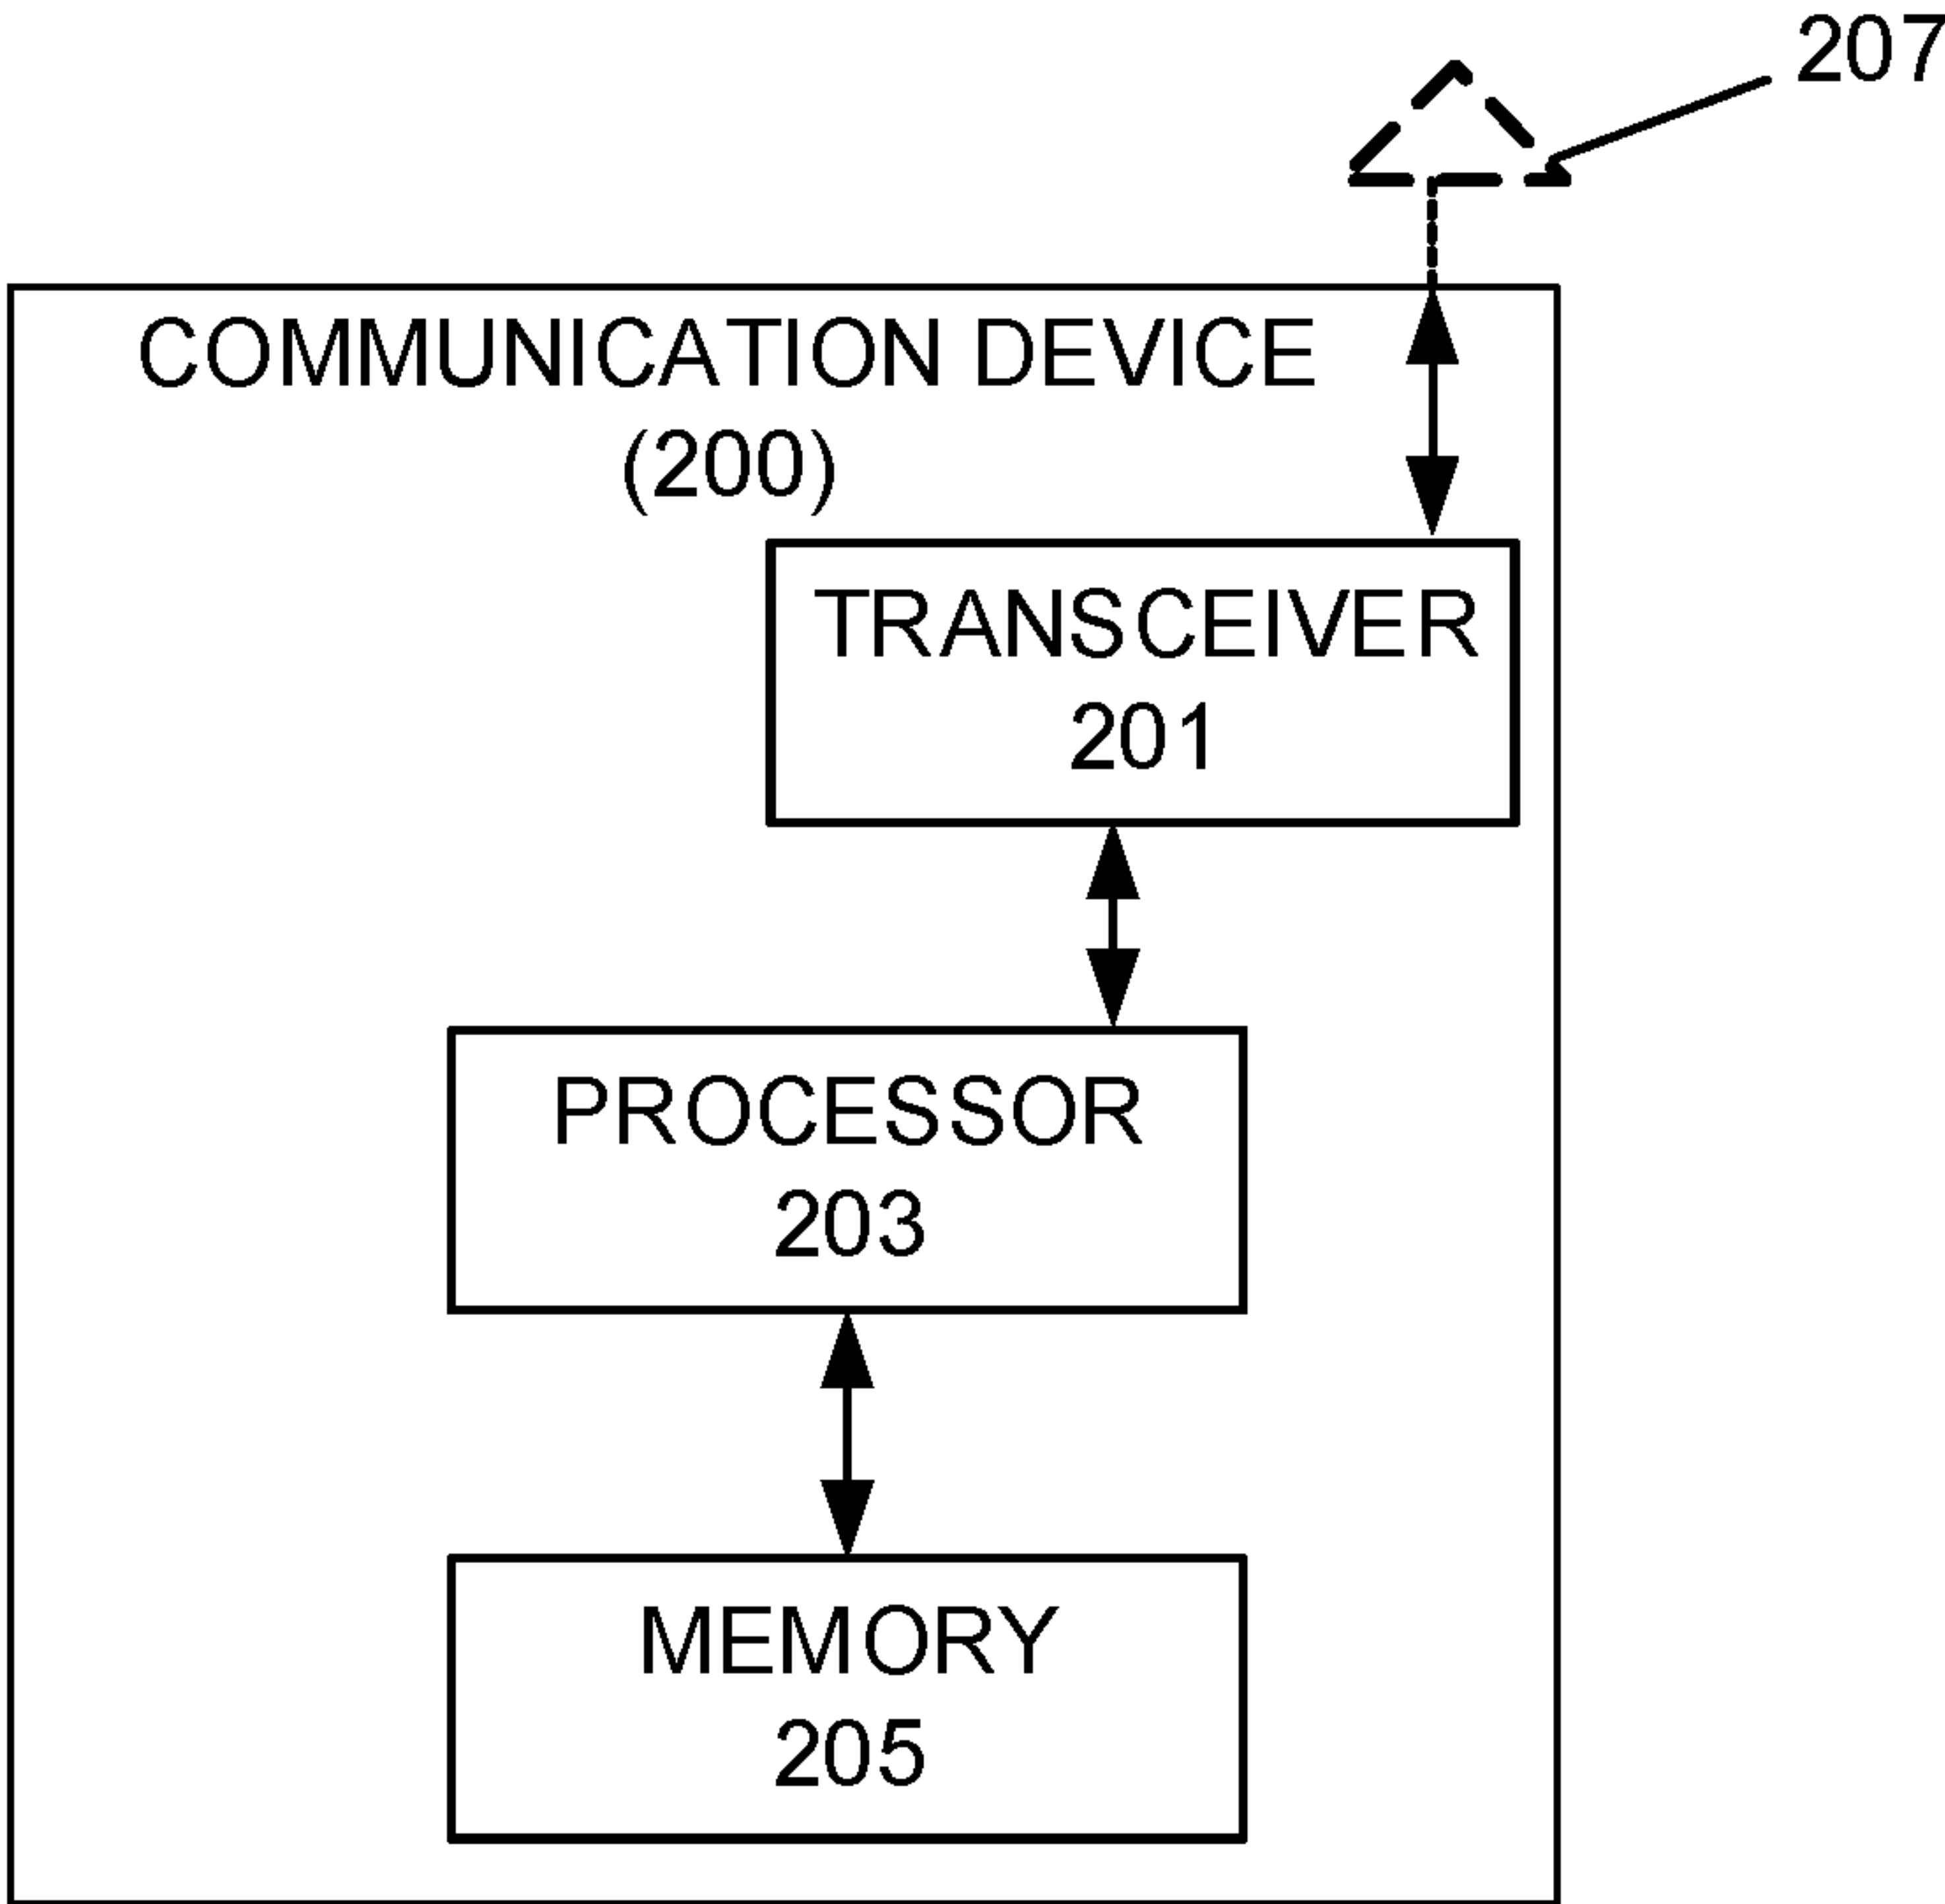 207
COMMUNICATION DEVICE
(200)
TRANSCEIVER
201
PROCESSOR
203
MEMORY
205